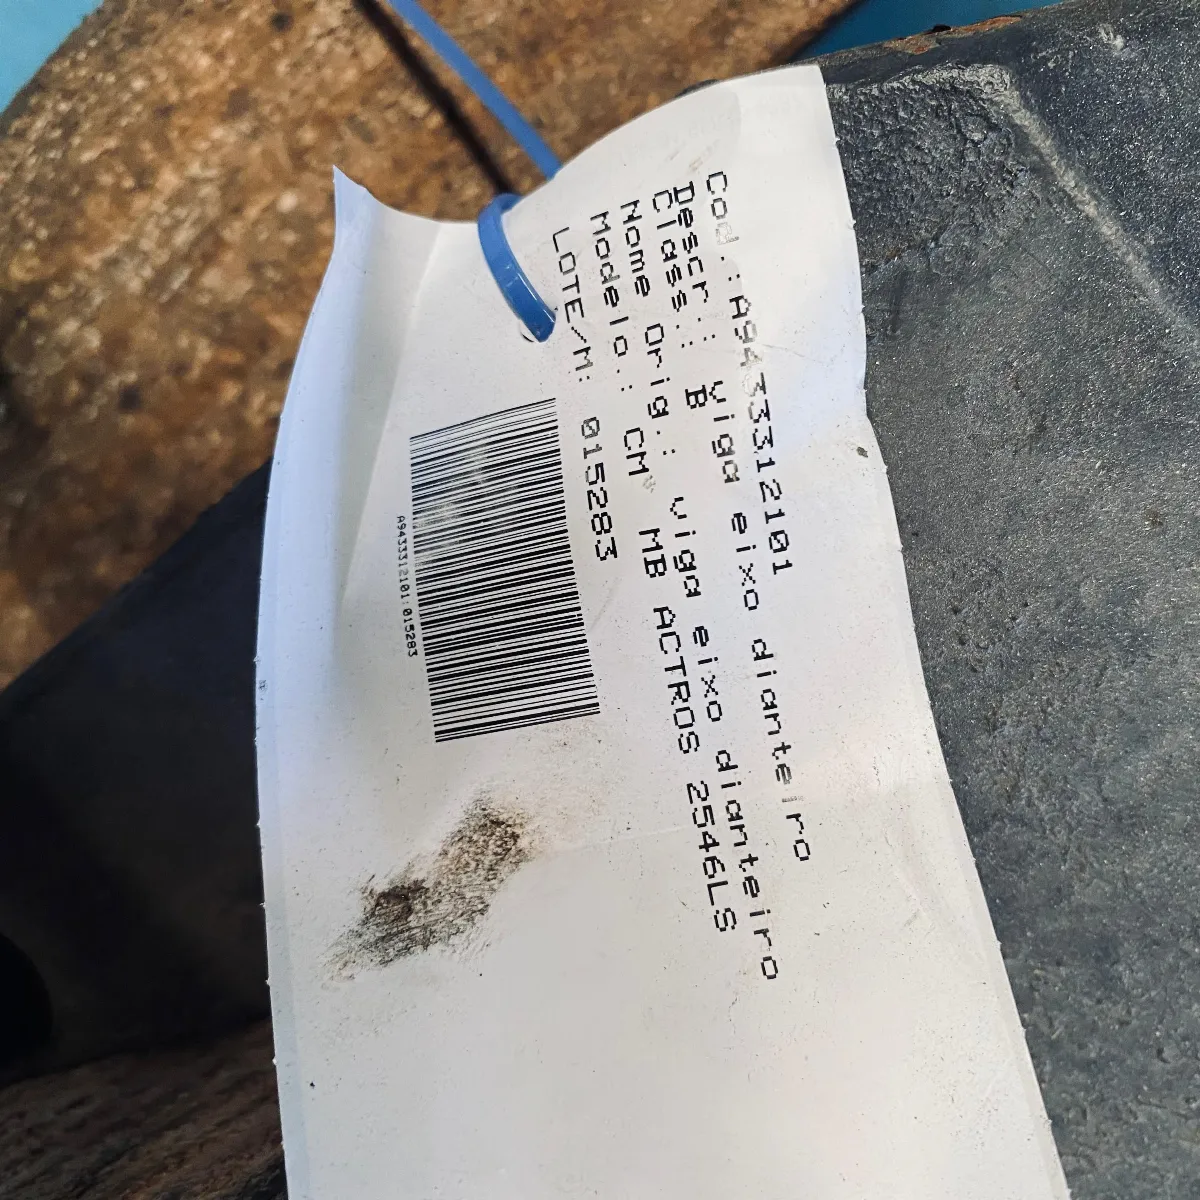 Cod.: A9433312101
Descr.: viga eixo dianteiro
Class.: B
Nome Orig.: viga eixo dianteiro
Modelo.: CM MB ACTROS 2546LS
LOTE/M: 015283
A9433312101:015283